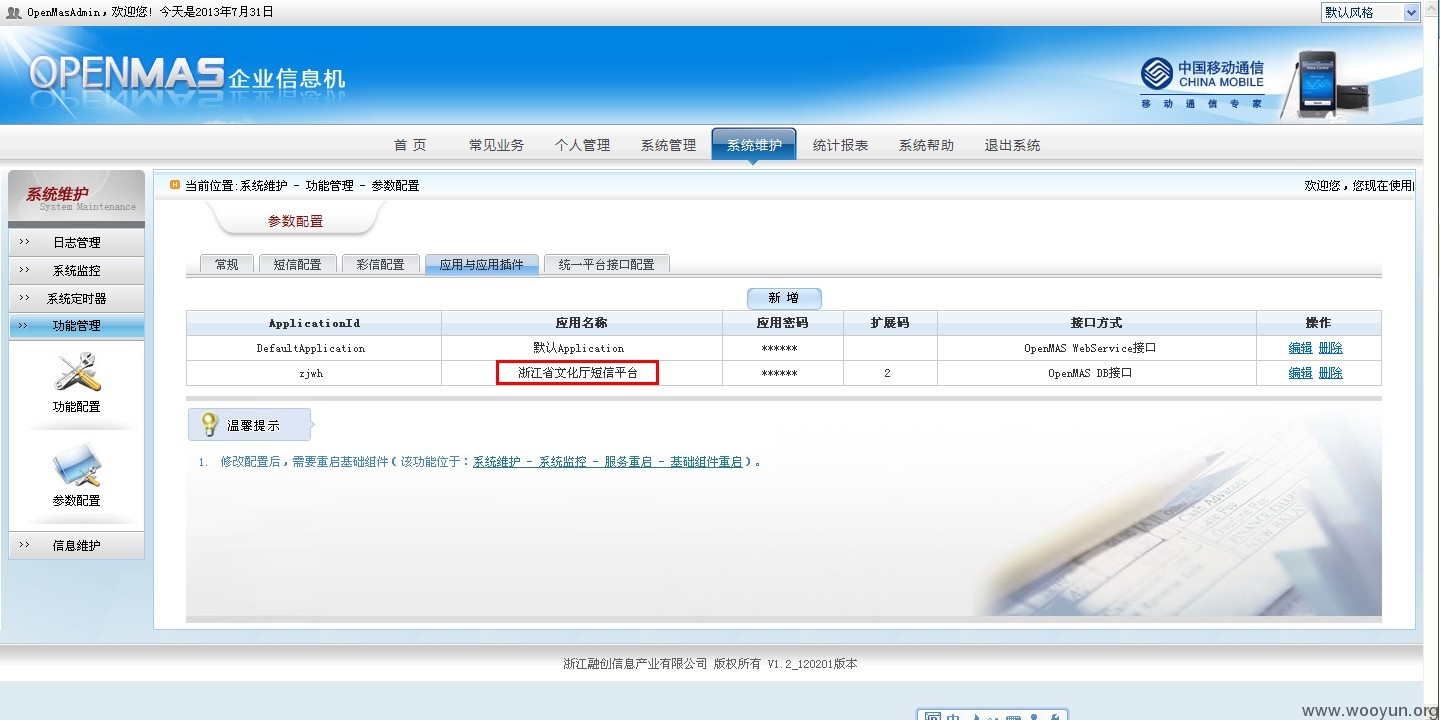 OpenMasAdmin，欢迎您！今天是2013年7月31日
默认风格
OPENMAS 企业信息机
中国移动通信
CHINA MOBILE
移动通信专家
首 页 常见业务 个人管理 系统管理 系统维护 统计报表 系统帮助 退出系统
系统维护
System Maintenance
当前位置:系统维护 - 功能管理 - 参数配置
欢迎您，您现在使用
参数配置
>> 日志管理
>> 系统监控
>> 系统定时器
>> 功能管理
功能配置
参数配置
>> 信息维护
常规 短信配置 彩信配置 应用与应用插件 统一平台接口配置
新 增
ApplicationId 应用名称 应用密码 扩展码 接口方式 操作
DefaultApplication 默认Application ****** OpenMAS WebService接口 编辑 删除
zjwh 浙江省文化厅短信平台 ****** 2 OpenMAS DB接口 编辑 删除
温馨提示
1. 修改配置后，需要重启基础组件（该功能位于：系统维护 - 系统监控 - 服务重启 - 基础组件重启）。
浙江融创信息产业有限公司 版权所有 V1.2_120201版本
www.wooyun.org